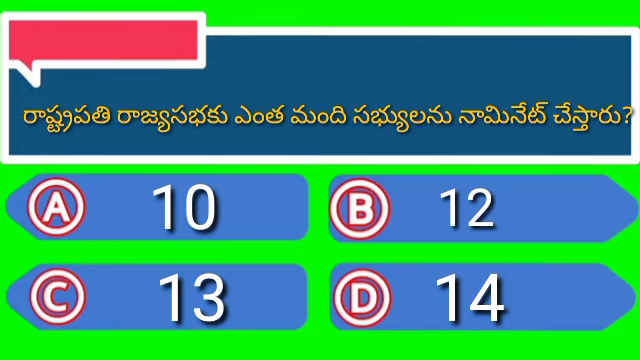 రాష్ట్రపతి రాజ్యసభకు ఎంత మంది సభ్యులను నామినేట్ చేస్తారు?
A 10
B 12
C 13
D 14